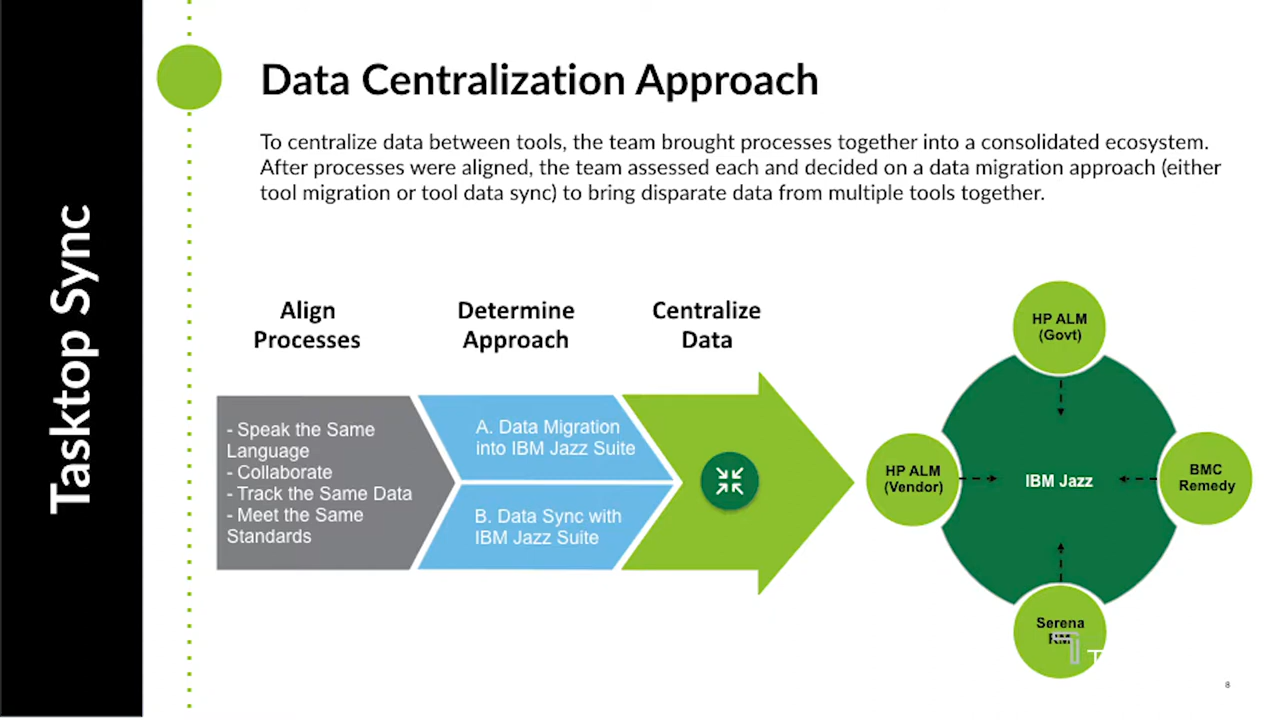 Tasktop Sync
Data Centralization Approach
To centralize data between tools, the team brought processes together into a consolidated ecosystem.
After processes were aligned, the team assessed each and decided on a data migration approach (either
tool migration or tool data sync) to bring disparate data from multiple tools together.
Align
Processes
Determine
Approach
Centralize
Data
- Speak the Same
Language
- Collaborate
- Track the Same Data
- Meet the Same
Standards
A. Data Migration
into IBM Jazz Suite
B. Data Sync with
IBM Jazz Suite
HP ALM
(Govt)
HP ALM
(Vendor)
IBM Jazz
BMC
Remedy
Serena
8